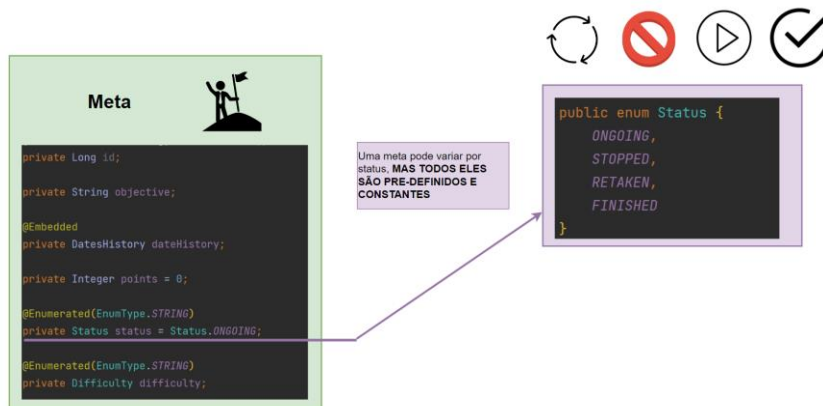 Meta
private Long id;
private String objective;
@Embedded
private DatesHistory dateHistory;
private Integer points = 0;
@Enumerated(EnumType.STRING)
private Status status = Status.ONGOING;
@Enumerated(EnumType.STRING)
private Difficulty difficulty;
Uma meta pode variar por
status, MAS TODOS ELES
SÃO PRE-DEFINIDOS E
CONSTANTES
public enum Status {
ONGOING,
STOPPED,
RETAKEN,
FINISHED
}